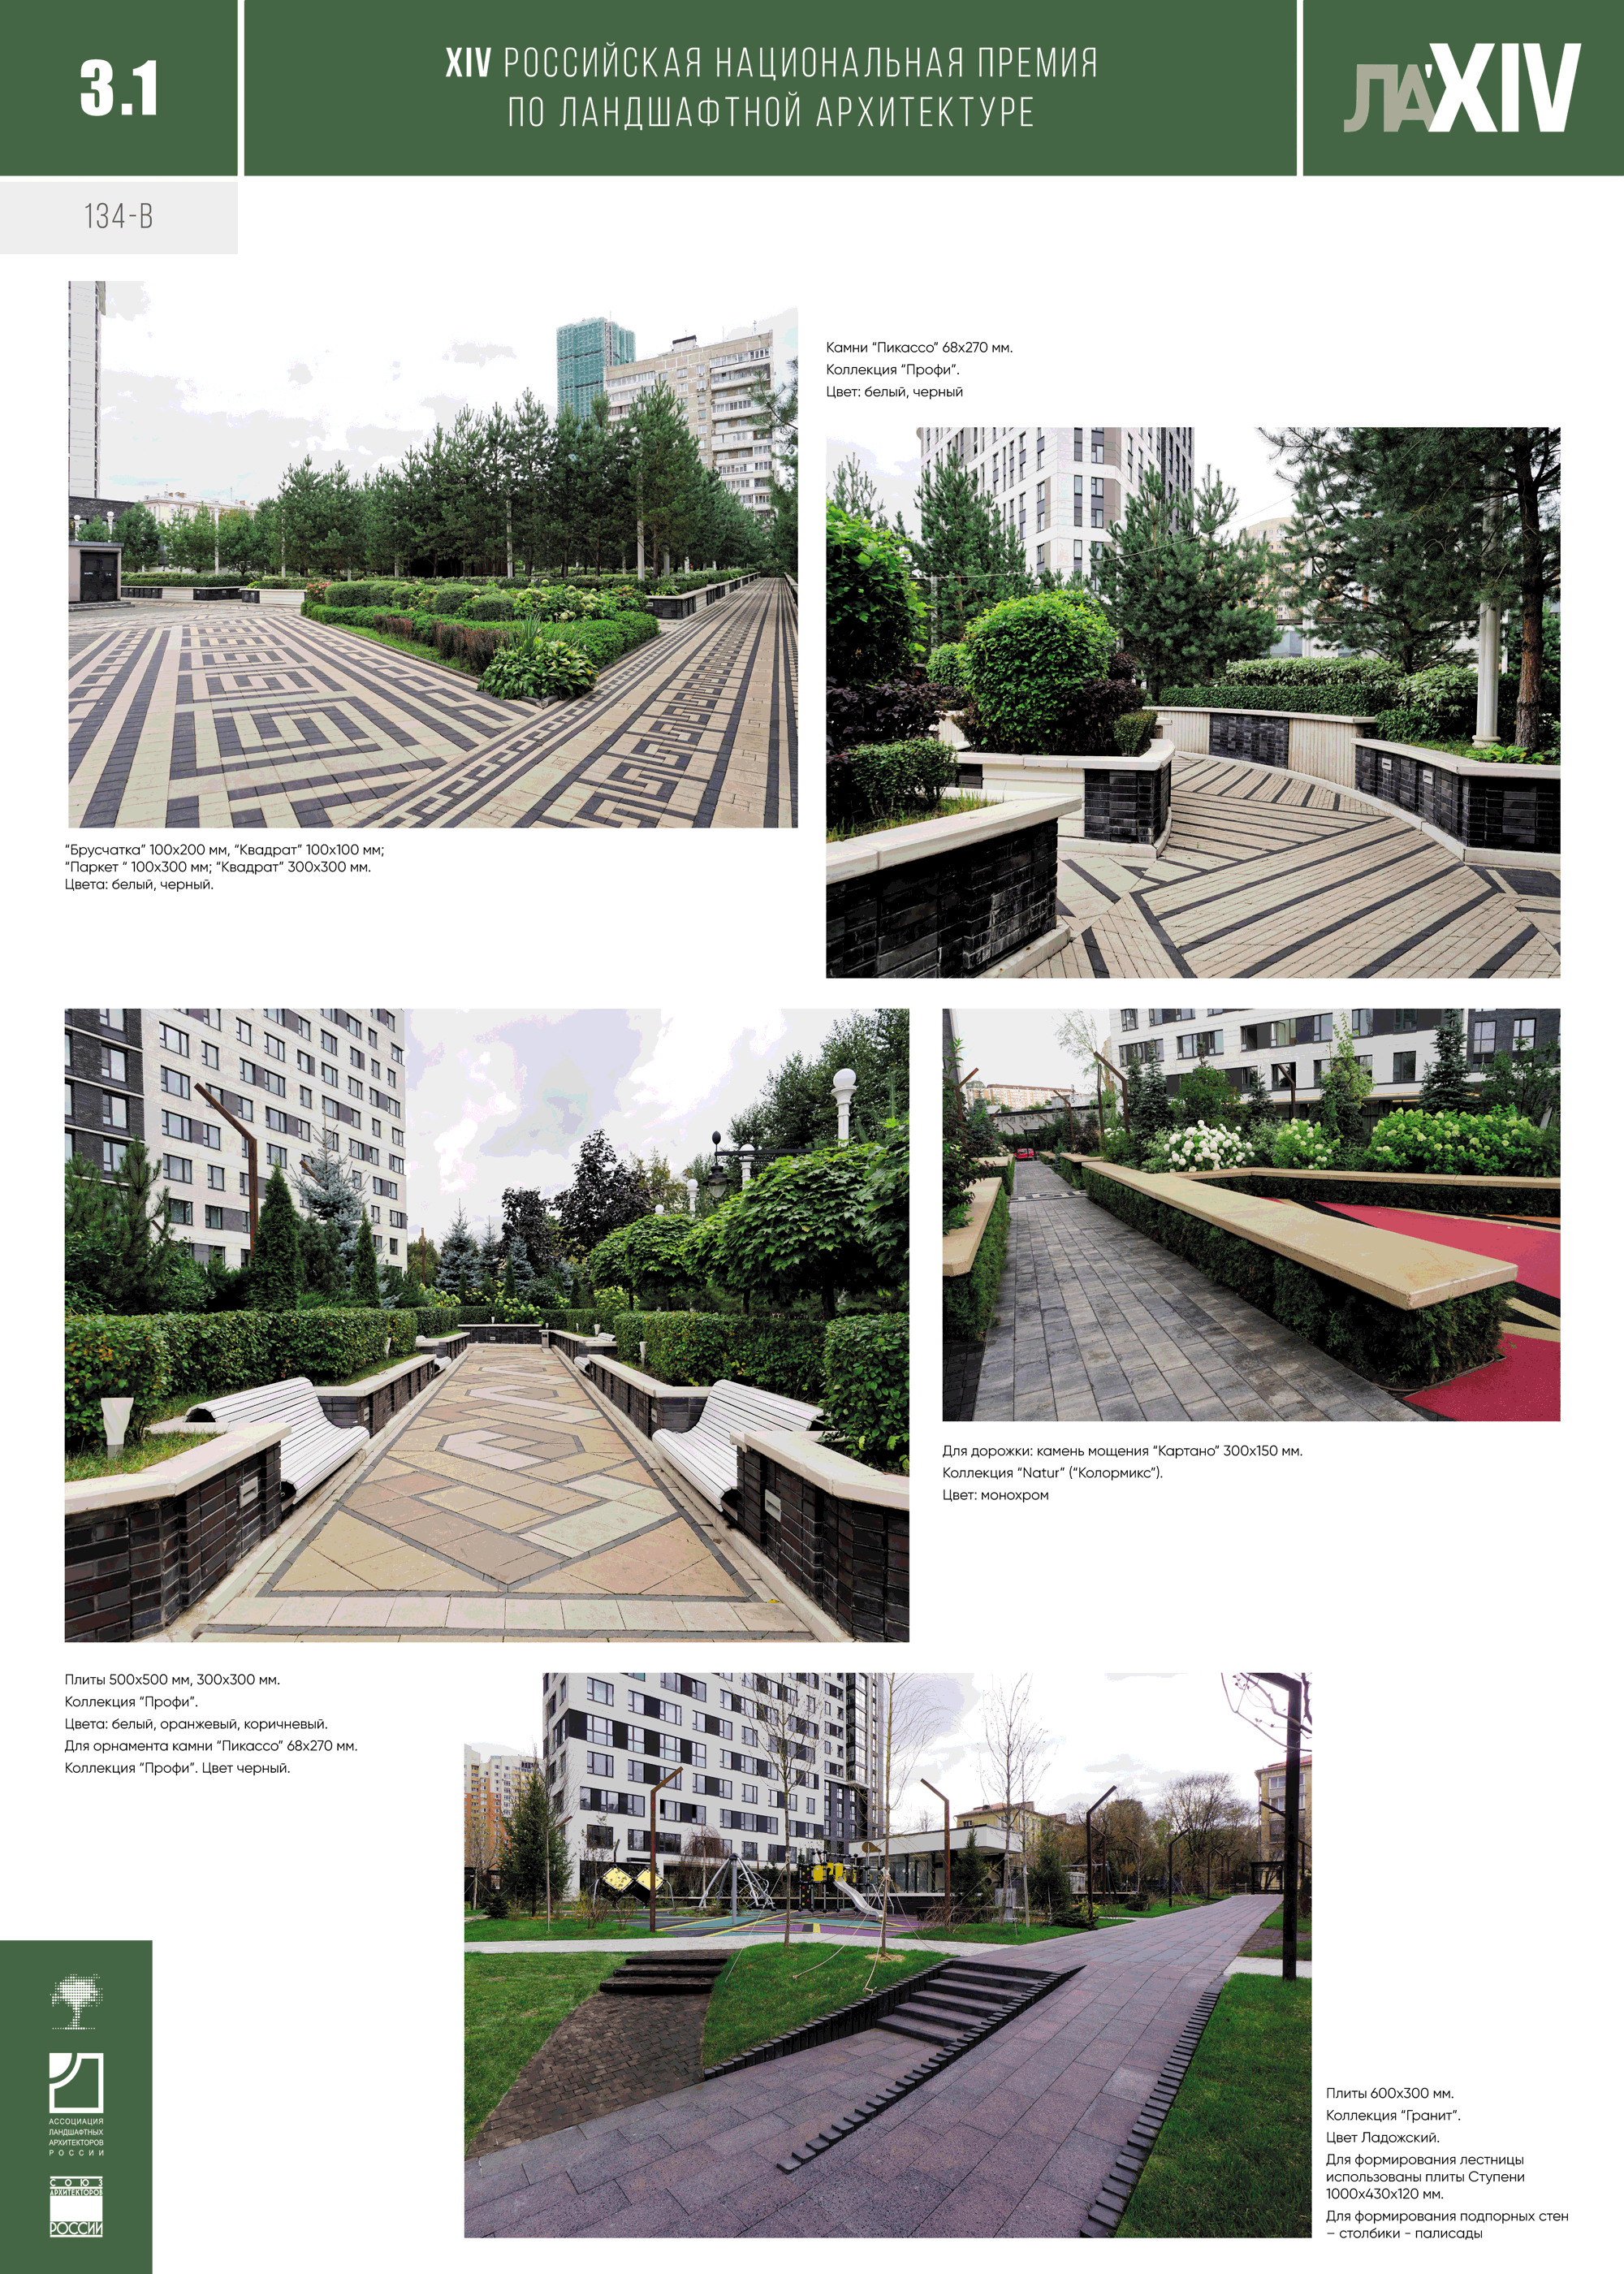 3.1
XIV РОССИЙСКАЯ НАЦИОНАЛЬНАЯ ПРЕМИЯ
ПО ЛАНДШАФТНОЙ АРХИТЕКТУРЕ
ЛА'XIV
134-В
Камни “Пикассо” 68х270 мм.
Коллекция “Профи”.
Цвет: белый, черный
“Брусчатка” 100х200 мм, “Квадрат” 100х100 мм;
“Паркет “ 100х300 мм; “Квадрат” 300х300 мм.
Цвета: белый, черный.
Для дорожки: камень мощения “Картано” 300х150 мм.
Коллекция “Natur” (“Колормикс”).
Цвет: монохром
Плиты 500х500 мм, 300х300 мм.
Коллекция “Профи”.
Цвета: белый, оранжевый, коричневый.
Для орнамента камни “Пикассо” 68х270 мм.
Коллекция “Профи”. Цвет черный.
Плиты 600х300 мм.
Коллекция “Гранит”.
Цвет Ладожский.
Для формирования лестницы
использованы плиты Ступени
1000х430х120 мм.
Для формирования подпорных стен
– столбики - палисады
АССОЦИАЦИЯ
ЛАНДШАФТНЫХ
АРХИТЕКТОРОВ
РОССИИ
СОЮЗ
АРХИТЕКТОРОВ
РОССИИ